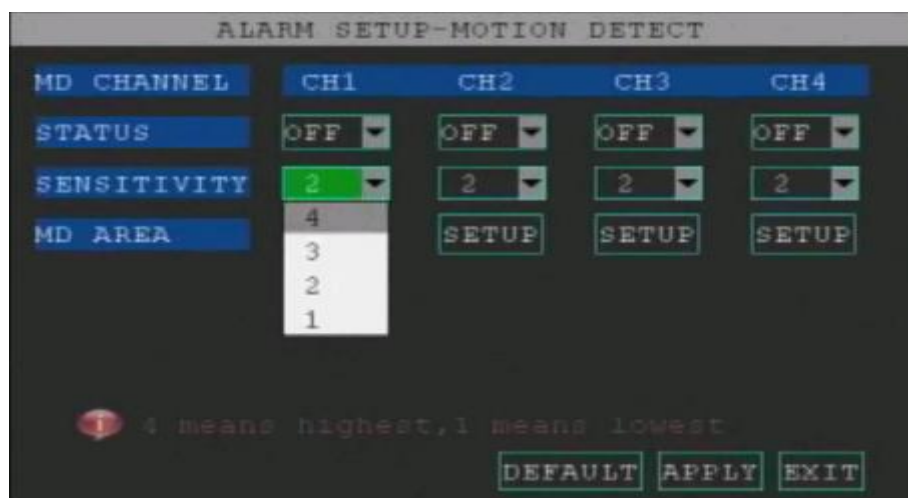 ALARM SETUP-MOTION DETECT
MD CHANNEL CH1 CH2 CH3 CH4
STATUS OFF OFF OFF OFF
SENSITIVITY 2 2 2 2
4
MD AREA SETUP SETUP SETUP
3
2
1
4 means highest,1 means lowest
DEFAULT APPLY EXIT